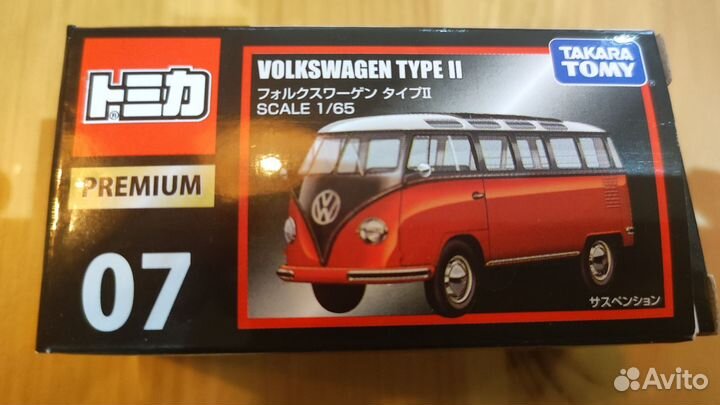 トミカ
®
PREMIUM
07
VOLKSWAGEN TYPE II
フォルクスワーゲン タイプII
SCALE 1/65
TAKARA
TOMY
サスペンション
Avito